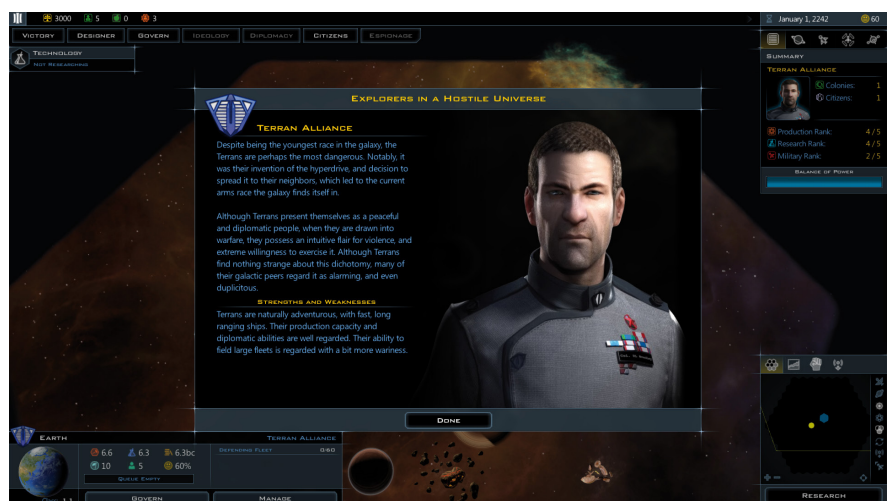 3000 5 0 3
January 1, 2242 60
VICTORY DESIGNER GOVERN IDEOLOGY DIPLOMACY CITIZENS ESPIONAGE
TECHNOLOGY
NOT RESEARCHING
SUMMARY
TERRAN ALLIANCE
Colonies: 1
Citizens: 1
Production Rank: 4/5
Research Rank: 4/5
Military Rank: 2/5
BALANCE OF POWER
EXPLORERS IN A HOSTILE UNIVERSE
TERRAN ALLIANCE
Despite being the youngest race in the galaxy, the
Terrans are perhaps the most dangerous. Notably, it
was their invention of the hyperdrive, and decision to
spread it to their neighbors, which led to the current
arms race the galaxy finds itself in.
Although Terrans present themselves as a peaceful
and diplomatic people, when they are drawn into
warfare, they possess an intuitive flair for violence, and
extreme willingness to exercise it. Although Terrans
find nothing strange about this dichotomy, many of
their galactic peers regard it as alarming, and even
duplicitous.
STRENGTHS AND WEAKNESSES
Terrans are naturally adventurous, with fast, long
ranging ships. Their production capacity and
diplomatic abilities are well regarded. Their ability to
field large fleets is regarded with a bit more wariness.
DONE
EARTH TERRAN ALLIANCE
6.6 6.3 6.3bc
10 5 60%
QUEUE EMPTY
DEFENDING FLEET
GOVERN MANAGE
RESEARCH